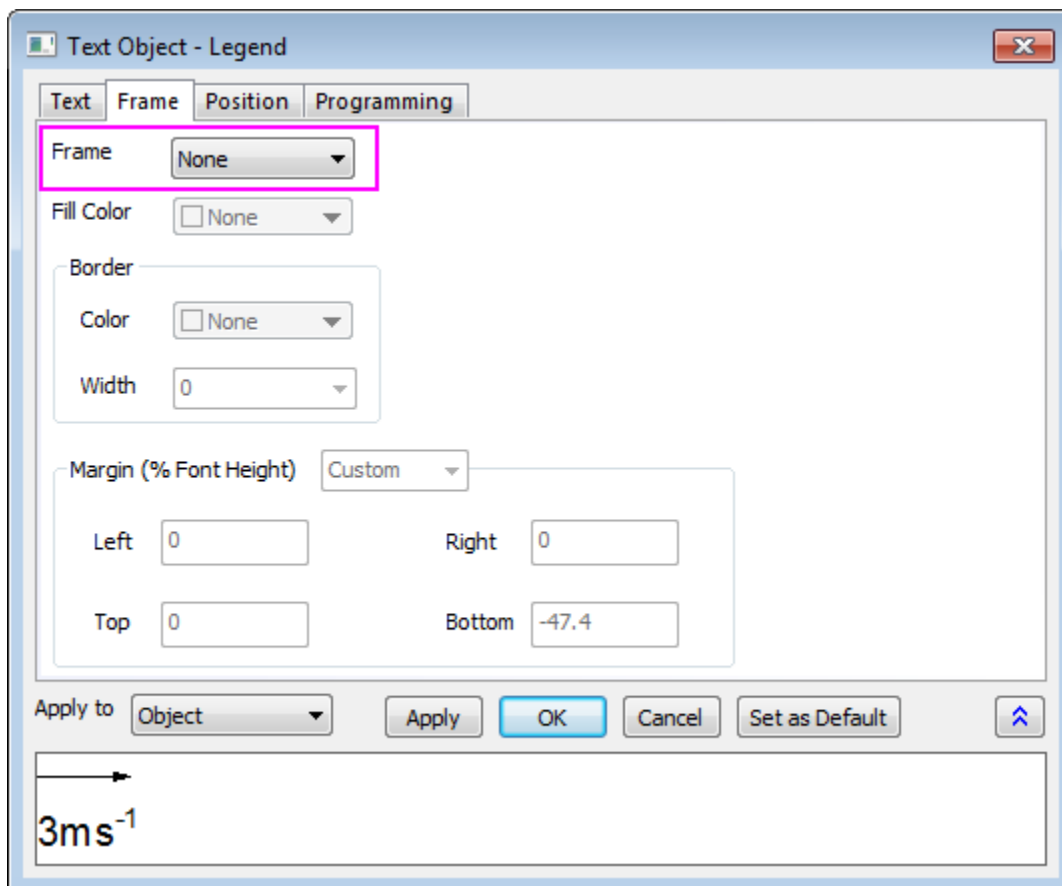 Text Object - Legend
Text Frame Position Programming
Frame None
Fill Color None
Border
Color None
Width 0
Margin (% Font Height) Custom
Left 0 Right 0
Top 0 Bottom -47.4
Apply to Object Apply OK Cancel Set as Default
3ms⁻¹